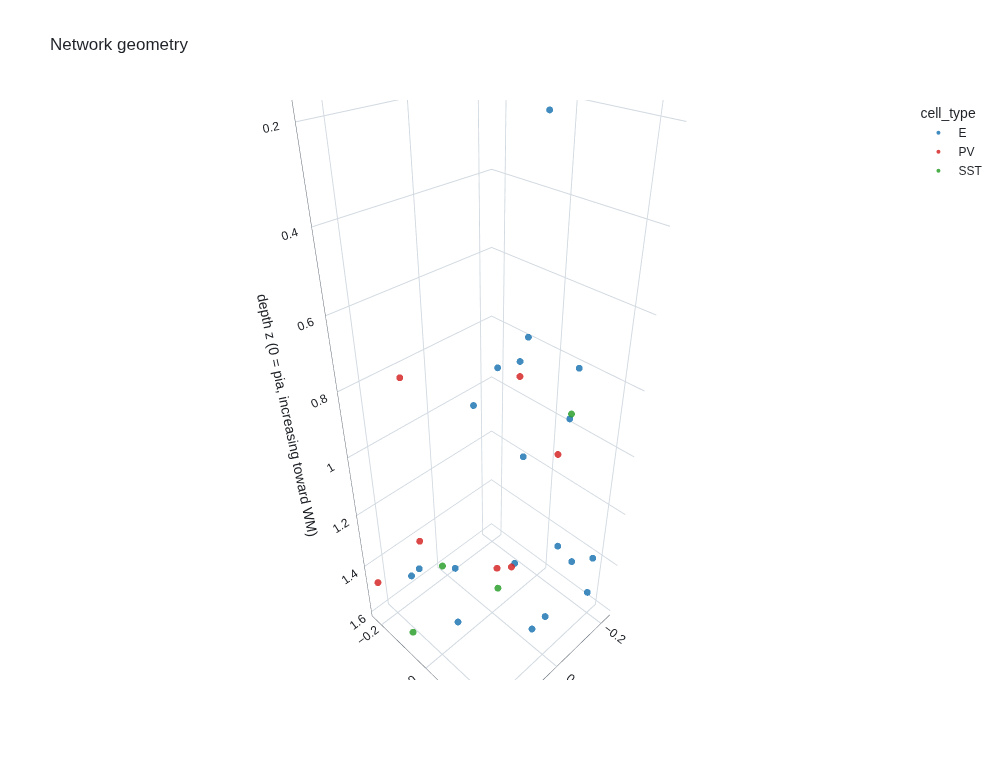 Network geometry
cell_type
E
PV
SST
0.2
0.4
0.6
0.8
1
1.2
1.4
1.6
depth z (0 = pia, increasing toward WM)
−0.2
−0.2
0
0